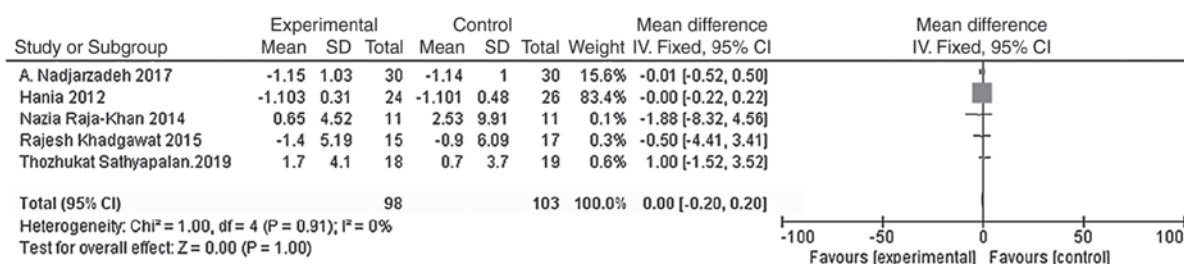 Experimental Control Mean difference Mean difference
Study or Subgroup Mean SD Total Mean SD Total Weight IV. Fixed, 95% CI IV. Fixed, 95% CI
A. Nadjarzadeh 2017 -1.15 1.03 30 -1.14 1 30 15.6% -0.01 [-0.52, 0.50]
Hania 2012 -1.103 0.31 24 -1.101 0.48 26 83.4% -0.00 [-0.22, 0.22]
Nazia Raja-Khan 2014 0.65 4.52 11 2.53 9.91 11 0.1% -1.88 [-8.32, 4.56]
Rajesh Khadgawat 2015 -1.4 5.19 15 -0.9 6.09 17 0.3% -0.50 [-4.41, 3.41]
Thozhukat Sathyapalan.2019 1.7 4.1 18 0.7 3.7 19 0.6% 1.00 [-1.52, 3.52]
Total (95% CI) 98 103 100.0% 0.00 [-0.20, 0.20]
Heterogeneity: Chi² = 1.00, df = 4 (P = 0.91); I² = 0%
Test for overall effect: Z = 0.00 (P = 1.00)
-100 -50 0 50 100
Favours [experimental] Favours [control]